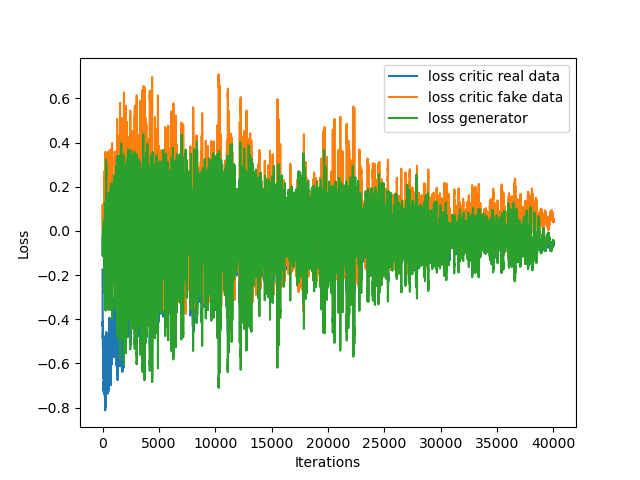 loss critic real data
loss critic fake data
loss generator
0.6
0.4
0.2
0.0
−0.2
−0.4
−0.6
−0.8
Loss
0 5000 10000 15000 20000 25000 30000 35000 40000
Iterations